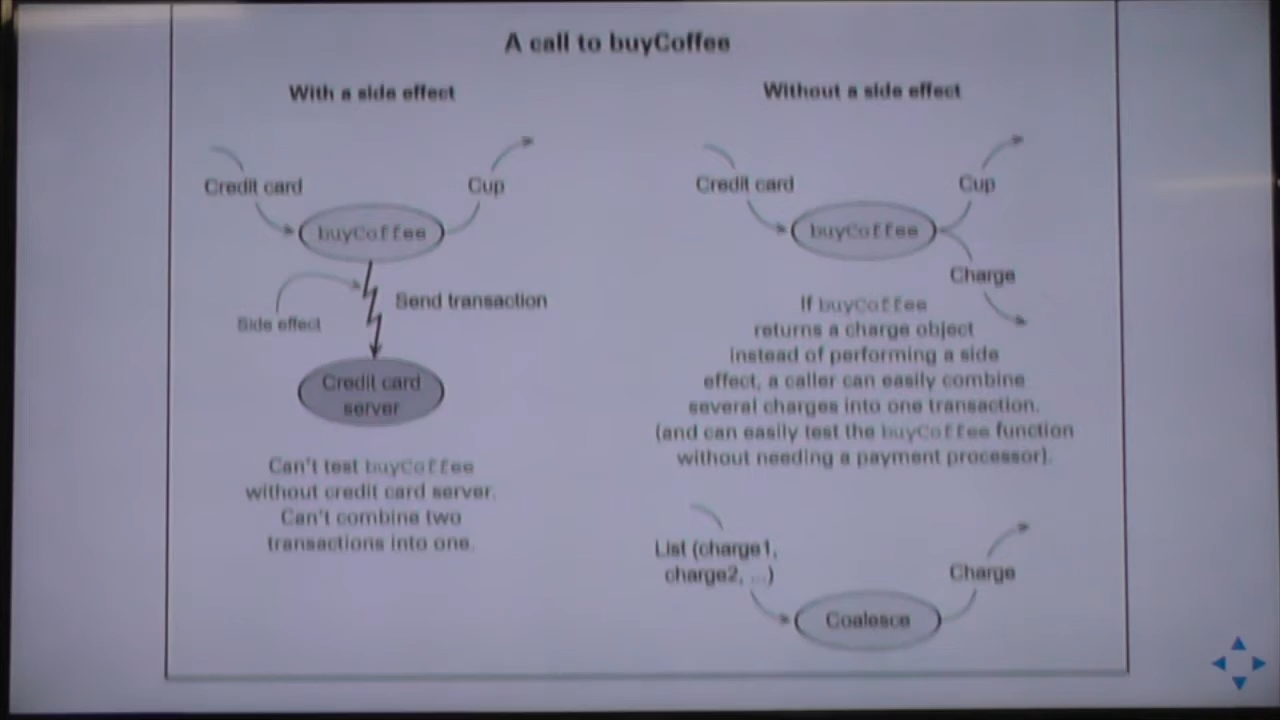 A call to buyCoffee
With a side effect
Credit card
Cup
buyCoffee
Send transaction
Side effect
Credit card
server
Can't test buyCoffee
without credit card server.
Can't combine two
transactions into one.
Without a side effect
Credit card
Cup
buyCoffee
Charge
If buyCoffee
returns a charge object
instead of performing a side
effect, a caller can easily combine
several charges into one transaction.
(and can easily test the buyCoffee function
without needing a payment processor).
List (charge1,
charge2, ...)
Charge
Coalesce